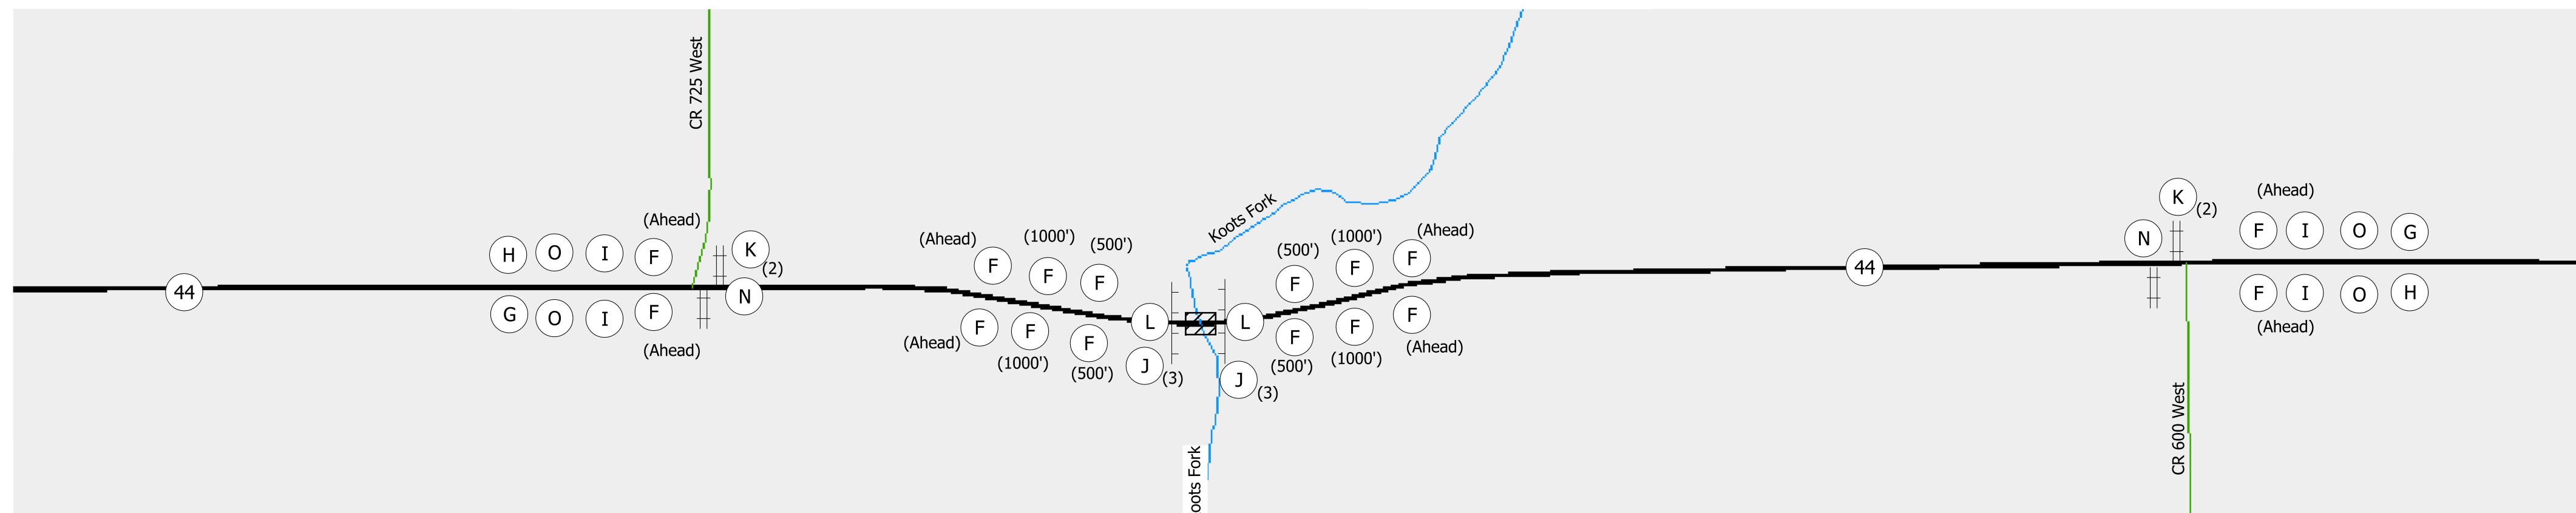 CR 725 West
(Ahead)
H O I F
K
(2)
44
G O I F
N
(Ahead)
(Ahead)
(1000')
(500')
F F F
F F F
(Ahead)
(1000')
(500')
L
J
(3)
Koots Fork
oots Fork
L
J
(3)
(500')
(1000')
(Ahead)
F F F
F F F
(500')
(1000')
(Ahead)
44
N
K
(2)
(Ahead)
F I O G
F I O H
(Ahead)
CR 600 West